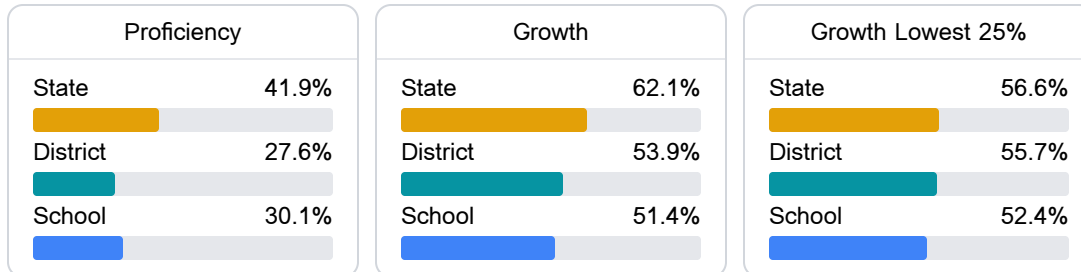 Proficiency
State 41.9%
District 27.6%
School 30.1%
Growth
State 62.1%
District 53.9%
School 51.4%
Growth Lowest 25%
State 56.6%
District 55.7%
School 52.4%